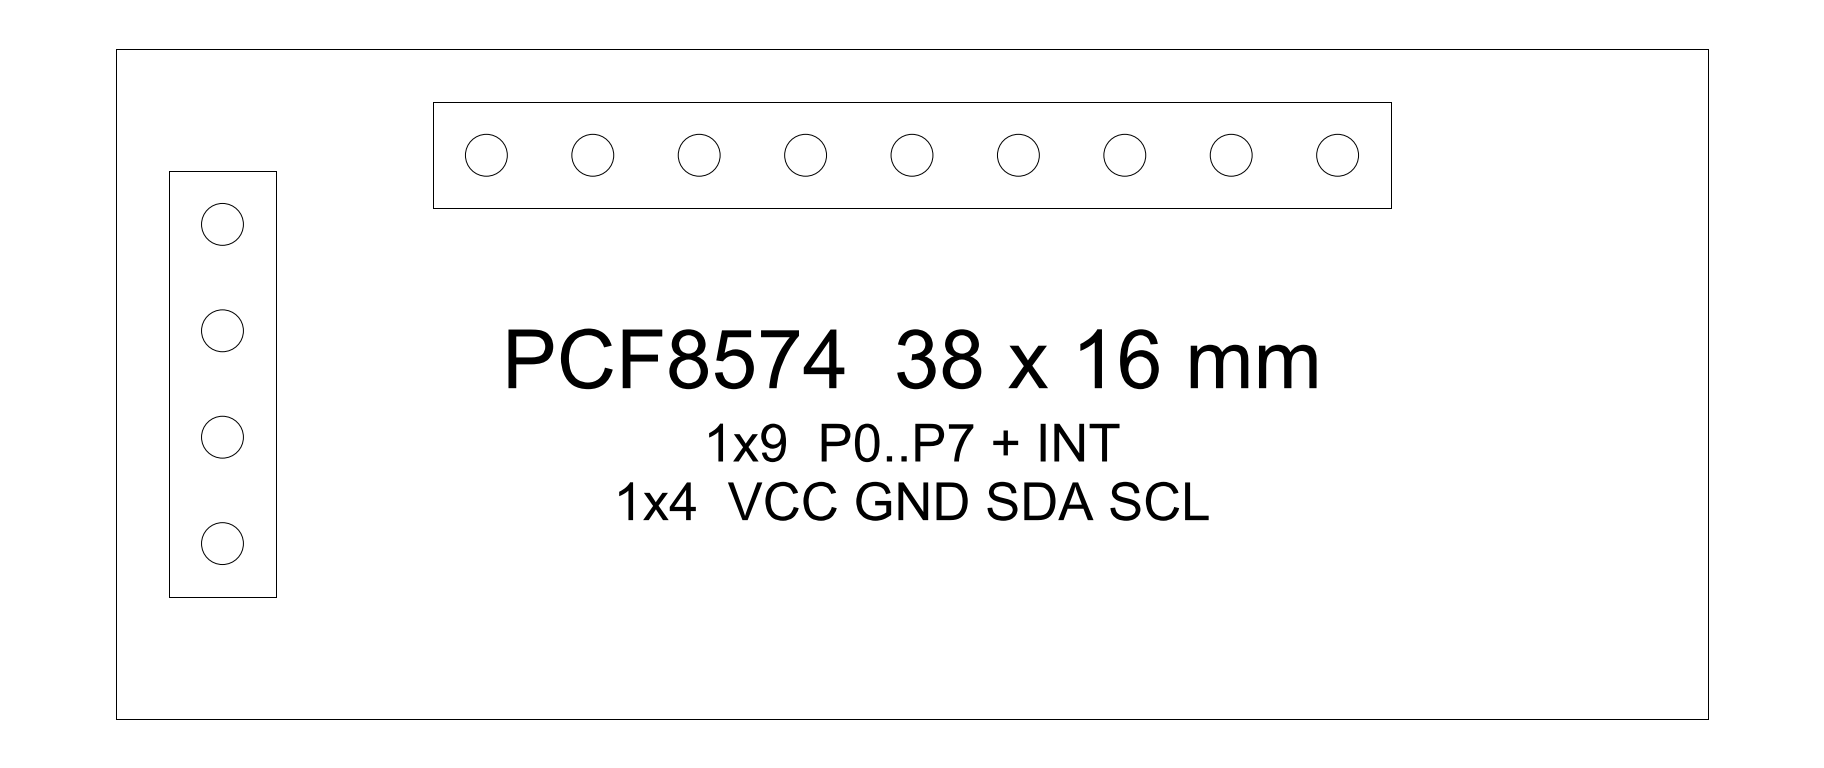 PCF8574  38 x 16 mm
1x9  P0..P7 + INT
1x4  VCC GND SDA SCL